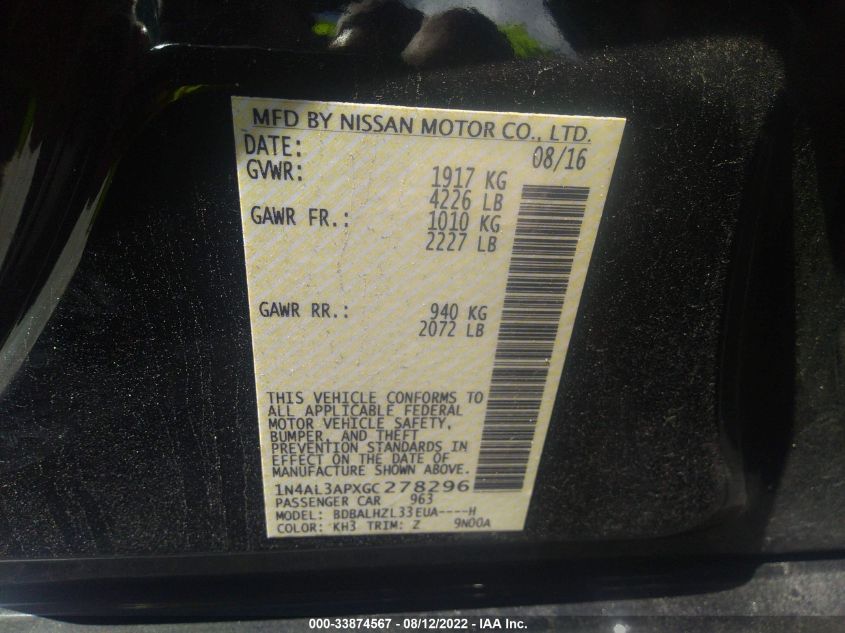 MFD BY NISSAN MOTOR CO., LTD.
DATE: 08/16
GVWR: 1917 KG
4226 LB
GAWR FR.: 1010 KG
2227 LB
GAWR RR.: 940 KG
2072 LB
THIS VEHICLE CONFORMS TO
ALL APPLICABLE FEDERAL
MOTOR VEHICLE SAFETY,
BUMPER, AND THEFT
PREVENTION STANDARDS IN
EFFECT ON THE DATE OF
MANUFACTURE SHOWN ABOVE.
1N4AL3APXGC278296
PASSENGER CAR 963
MODEL: BDBALHZL33EUA----H
COLOR: KH3 TRIM: Z 9N00A
000-33874567 - 08/12/2022 - IAA Inc.